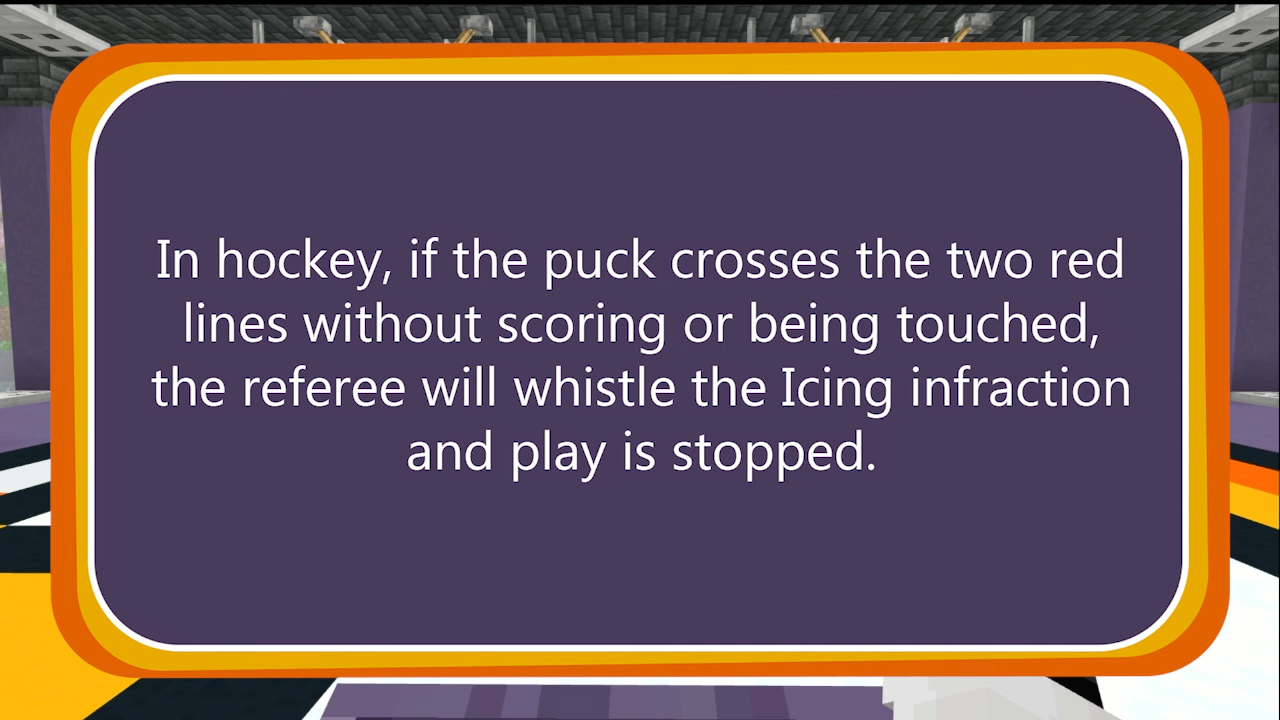 In hockey, if the puck crosses the two red
lines without scoring or being touched,
the referee will whistle the Icing infraction
and play is stopped.